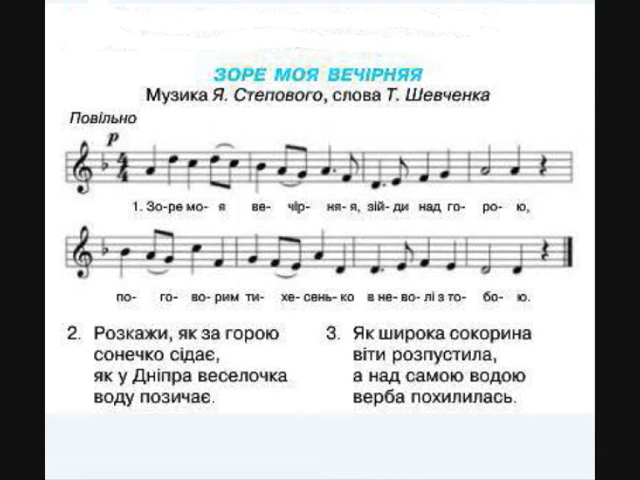 ЗОРЕ МОЯ ВЕЧІРНЯЯ
Музика Я. Степового, слова Т. Шевченка
Повільно
p
1. Зо-ре мо- я ве- чір- ня- я, зій- ди над го- ро- ю,
по- го- во- рим ти- хе- сень- ко в не- во- лі з то- бо- ю.
2. Розкажи, як за горою
сонечко сідає,
як у Дніпра веселочка
воду позичає.
3. Як широка сокорина
віти розпустила,
а над самою водою
верба похилилась.